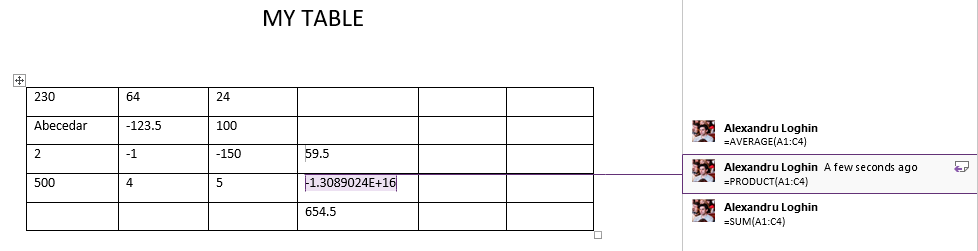 MY TABLE
230 64 24
Abecedar -123.5 100
2 -1 -150 59.5
500 4 5 -1.3089024E+16
654.5
Alexandru Loghin
=AVERAGE(A1:C4)
Alexandru Loghin A few seconds ago
=PRODUCT(A1:C4)
Alexandru Loghin
=SUM(A1:C4)